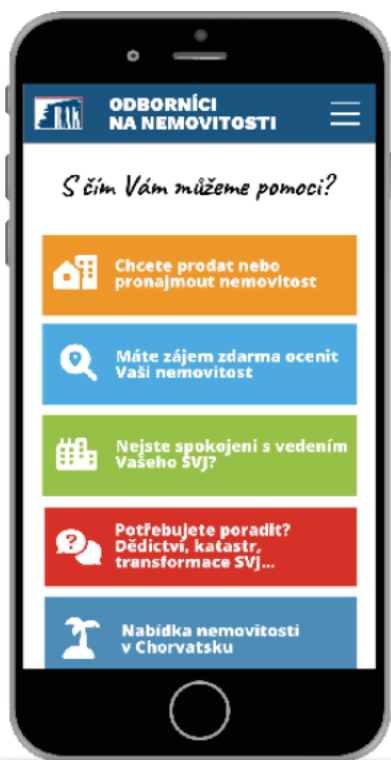 RAK
ODBORNÍCI
NA NEMOVITOSTI
S čím Vám můžeme pomoci?
Chcete prodat nebo
pronajmout nemovitost
Máte zájem zdarma ocenit
Vaši nemovitost
Nejste spokojeni s vedením
Vašeho SVJ?
Potřebujete poradit?
Dědictví, katastr,
transformace SVJ...
Nabídka nemovitostí
v Chorvatsku